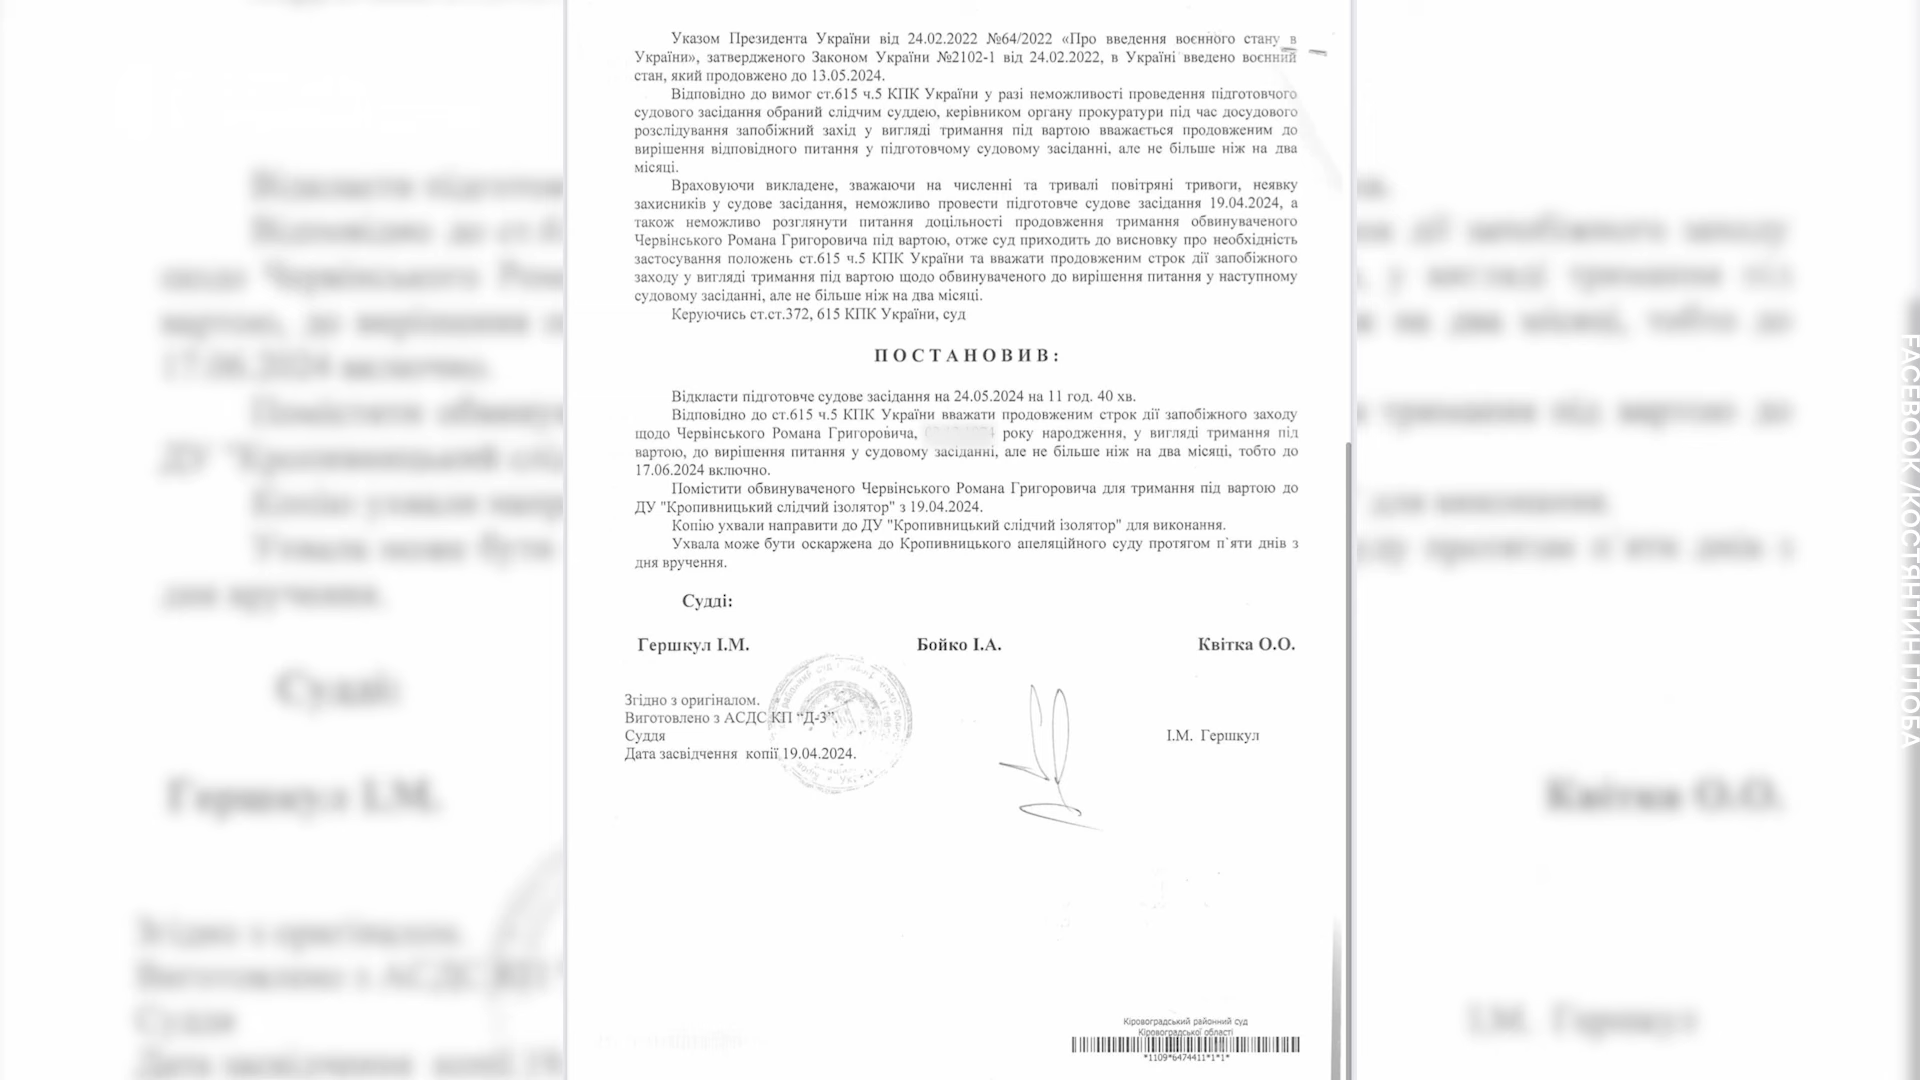 Указом Президента України від 24.02.2022 №64/2022 «Про введення воєнного стану в
України», затвердженого Законом України №2102-1 від 24.02.2022, в Україні введено воєнний
стан, який продовжено до 13.05.2024.
Відповідно до вимог ст.615 ч.5 КПК України у разі неможливості проведення підготовчого
судового засідання обраний слідчим суддею, керівником органу прокуратури під час досудового
розслідування запобіжний захід у вигляді тримання під вартою вважається продовженим до
вирішення відповідного питання у підготовчому судовому засіданні, але не більше ніж на два
місяці.
Враховуючи викладене, зважаючи на численні та тривалі повітряні тривоги, неявку
захисників у судове засідання, неможливо провести підготовче судове засідання 19.04.2024, а
також неможливо розглянути питання доцільності продовження тримання обвинуваченого
Червінського Романа Григоровича під вартою, отже суд приходить до висновку про необхідність
застосування положень ст.615 ч.5 КПК України та вважати продовженим строк дії запобіжного
заходу у вигляді тримання під вартою щодо обвинуваченого до вирішення питання у наступному
судовому засіданні, але не більше ніж на два місяці.
Керуючись ст.ст.372, 615 КПК України, суд
ПОСТАНОВИВ:
Відкласти підготовче судове засідання на 24.05.2024 на 11 год. 40 хв.
Відповідно до ст.615 ч.5 КПК України вважати продовженим строк дії запобіжного заходу
щодо Червінського Романа Григоровича, року народження, у вигляді тримання під
вартою, до вирішення питання у судовому засіданні, але не більше ніж на два місяці, тобто до
17.06.2024 включно.
Помістити обвинуваченого Червінського Романа Григоровича для тримання під вартою до
ДУ "Кропивницький слідчий ізолятор" з 19.04.2024.
Копію ухвали направити до ДУ "Кропивницький слідчий ізолятор" для виконання.
Ухвала може бути оскаржена до Кропивницького апеляційного суду протягом п`яти днів з
дня вручення.
Судді:
Гершкул І.М. Бойко І.А. Квітка О.О.
Згідно з оригіналом.
Виготовлено з АСДС КП “Д-3”.
Суддя І.М. Гершкул
Дата засвідчення копії 19.04.2024.
Кіровоградський районний суд
Кіровоградської області
*1109*6474411*1*1*
FACEBOOK /КОСТЯНТИН ГЛОБА